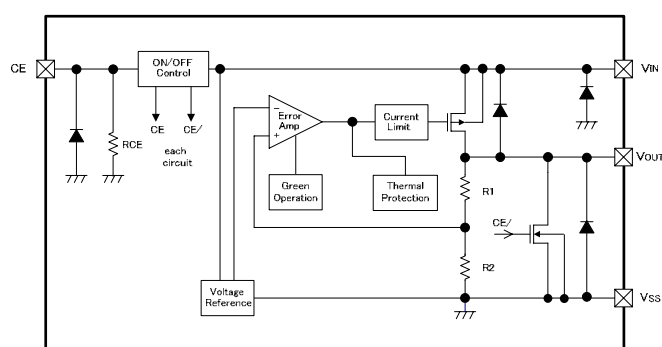 CE
ON/OFF
Control
VIN
CE
CE/
each
circuit
RCE
−
Error
Amp
+
Current
Limit
Green
Operation
Thermal
Protection
R1
VOUT
CE/
R2
Voltage
Reference
VSS